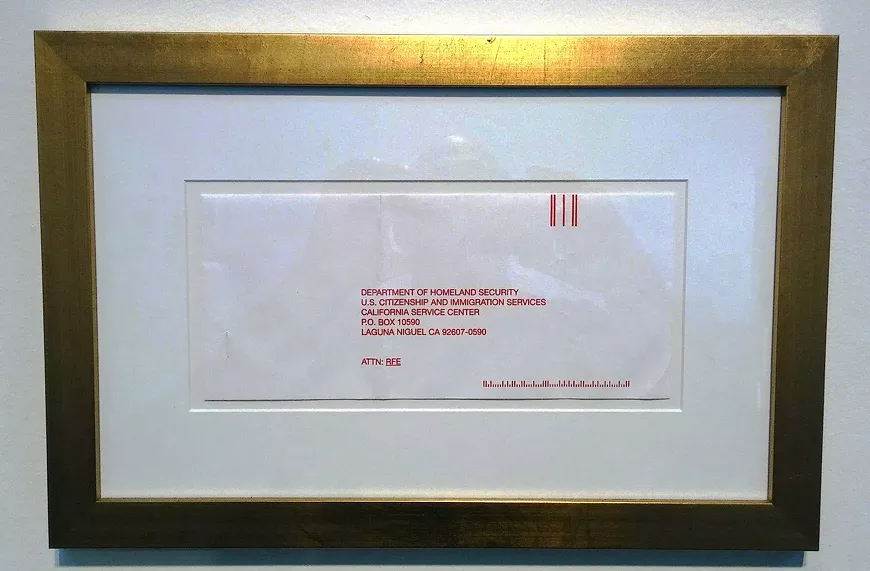 DEPARTMENT OF HOMELAND SECURITY
U.S. CITIZENSHIP AND IMMIGRATION SERVICES
CALIFORNIA SERVICE CENTER
P.O. BOX 10590
LAGUNA NIGUEL CA 92607-0590
ATTN: RFE